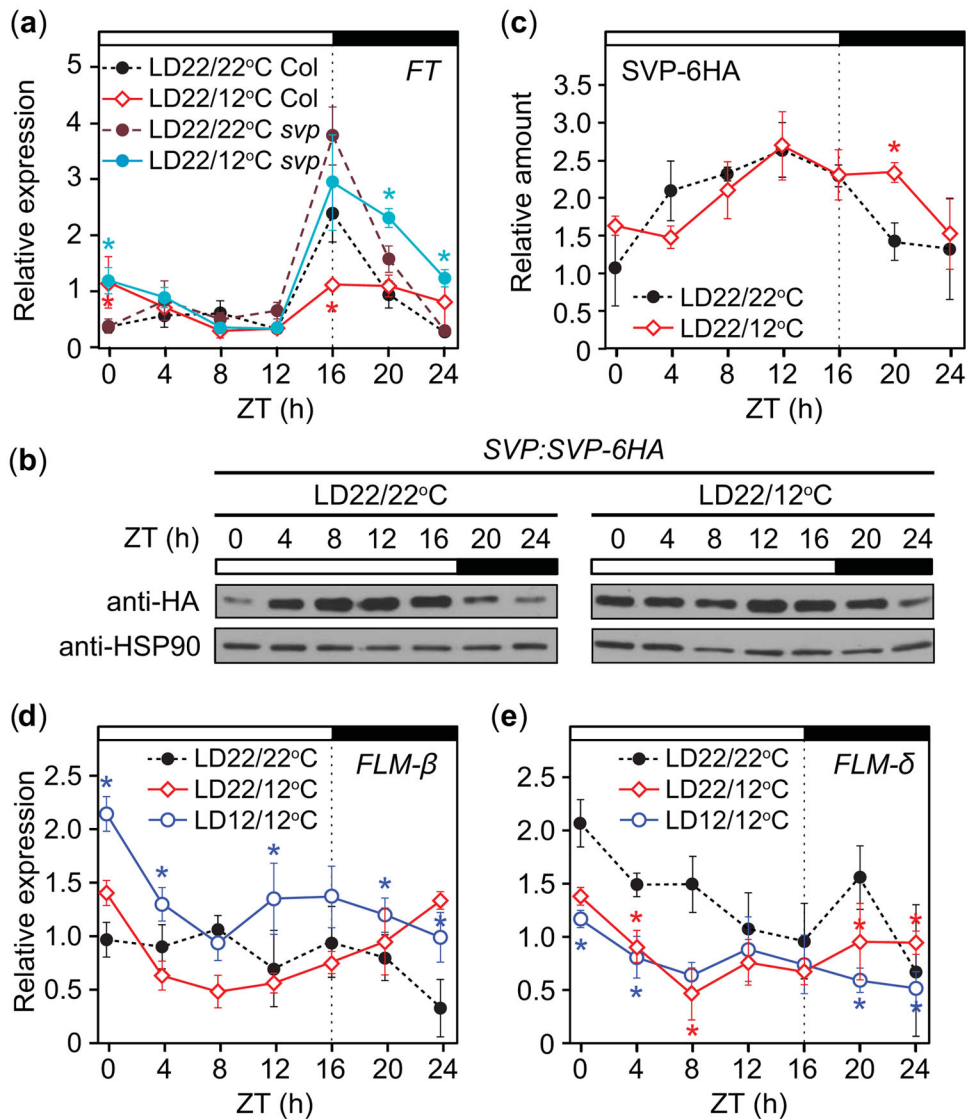 (a)
FT
LD22/22°C Col
LD22/12°C Col
LD22/22°C svp
LD22/12°C svp
Relative expression
5
4
3
2
1
0
* * * * *
0 4 8 12 16 20 24
ZT (h)
(c)
SVP-6HA
Relative amount
3.5
3.0
2.5
2.0
1.5
1.0
0
*
LD22/22°C
LD22/12°C
0 4 8 12 16 20 24
ZT (h)
(b)
SVP:SVP-6HA
LD22/22°C LD22/12°C
ZT (h) 0 4 8 12 16 20 24 0 4 8 12 16 20 24
anti-HA
anti-HSP90
(d)
FLM-β
LD22/22°C
LD22/12°C
LD12/12°C
Relative expression
2.5
2.0
1.5
1.0
0.5
0
* * * * *
0 4 8 12 16 20 24
ZT (h)
(e)
FLM-δ
LD22/22°C
LD22/12°C
LD12/12°C
2.5
2.0
1.5
1.0
0.5
0
* * * * * * * *
0 4 8 12 16 20 24
ZT (h)